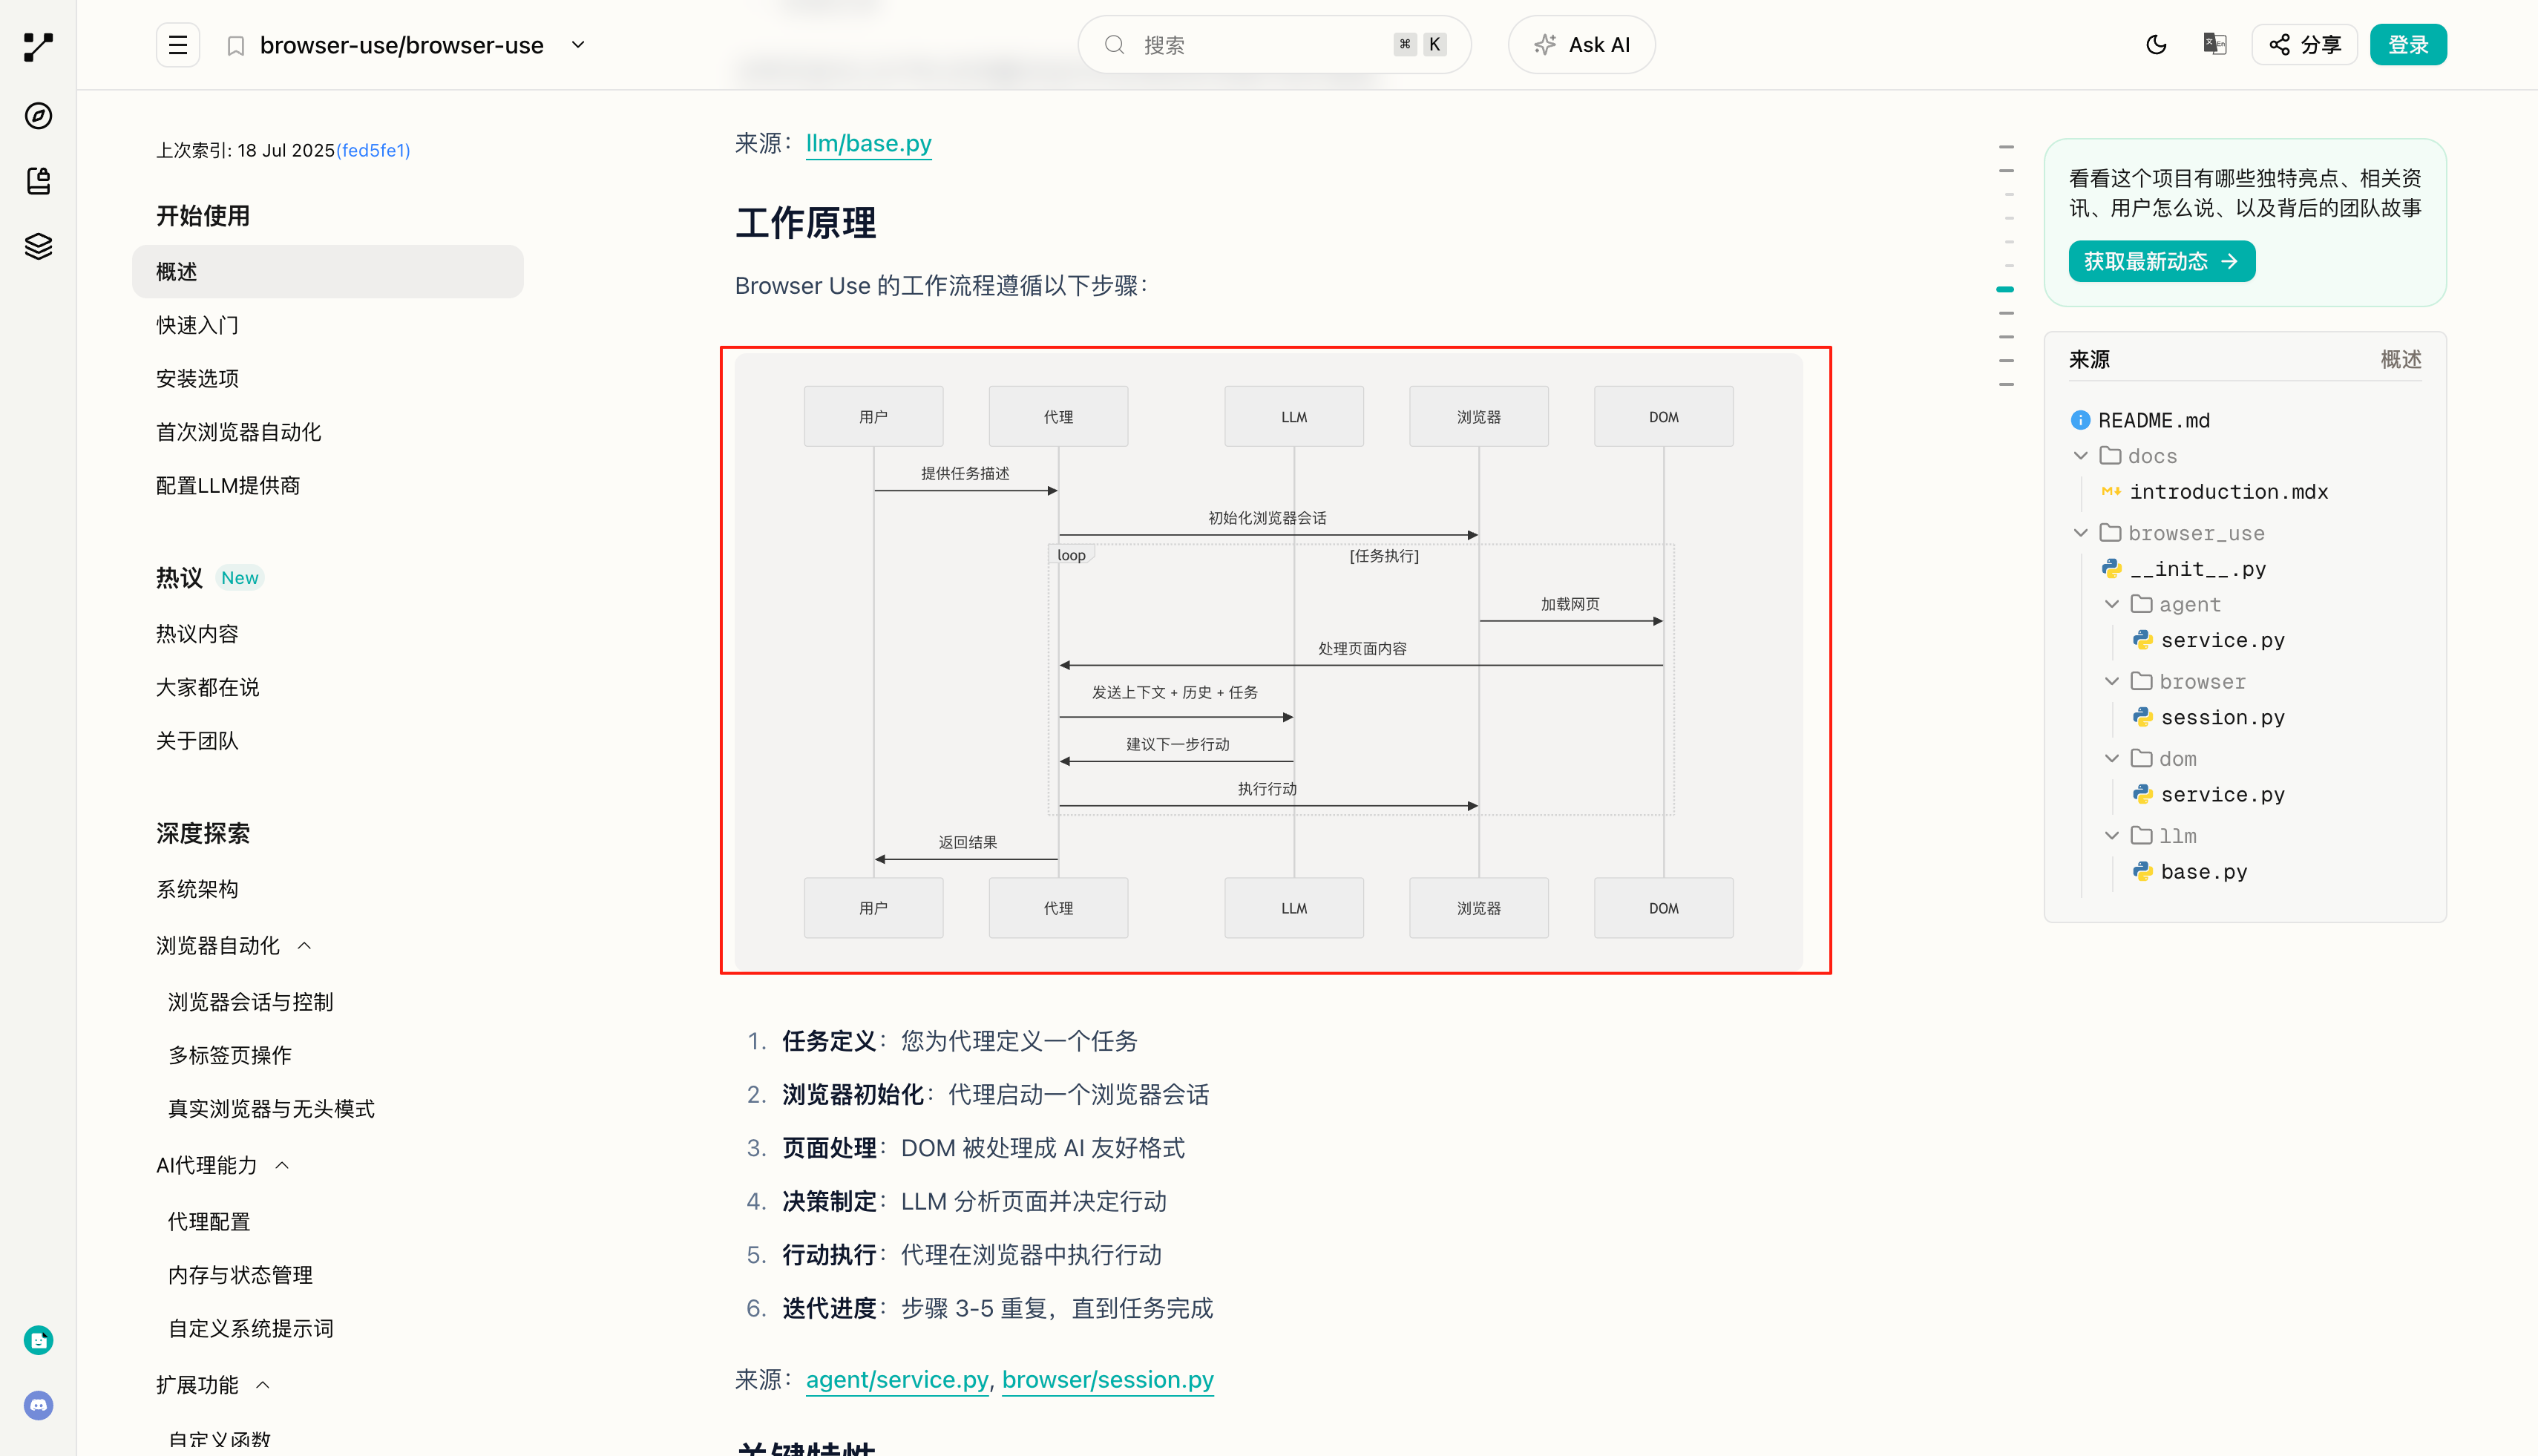 browser-use/browser-use
搜索
⌘ K
Ask AI
文 En
分享
登录
上次索引: 18 Jul 2025(fed5fe1)
开始使用
概述
快速入门
安装选项
首次浏览器自动化
配置LLM提供商
热议 New
热议内容
大家都在说
关于团队
深度探索
系统架构
浏览器自动化
浏览器会话与控制
多标签页操作
真实浏览器与无头模式
AI代理能力
代理配置
内存与状态管理
自定义系统提示词
扩展功能
自定义函数
来源：llm/base.py
工作原理
Browser Use 的工作流程遵循以下步骤：
用户 代理 LLM 浏览器 DOM
提供任务描述
初始化浏览器会话
loop [任务执行]
加载网页
处理页面内容
发送上下文 + 历史 + 任务
建议下一步行动
执行行动
返回结果
用户 代理 LLM 浏览器 DOM
1. 任务定义：您为代理定义一个任务
2. 浏览器初始化：代理启动一个浏览器会话
3. 页面处理：DOM 被处理成 AI 友好格式
4. 决策制定：LLM 分析页面并决定行动
5. 行动执行：代理在浏览器中执行行动
6. 迭代进度：步骤 3-5 重复，直到任务完成
来源：agent/service.py, browser/session.py
关键特性
看看这个项目有哪些独特亮点、相关资
讯、用户怎么说、以及背后的团队故事
获取最新动态 →
来源 概述
README.md
docs
M↓ introduction.mdx
browser_use
__init__.py
agent
service.py
browser
session.py
dom
service.py
llm
base.py